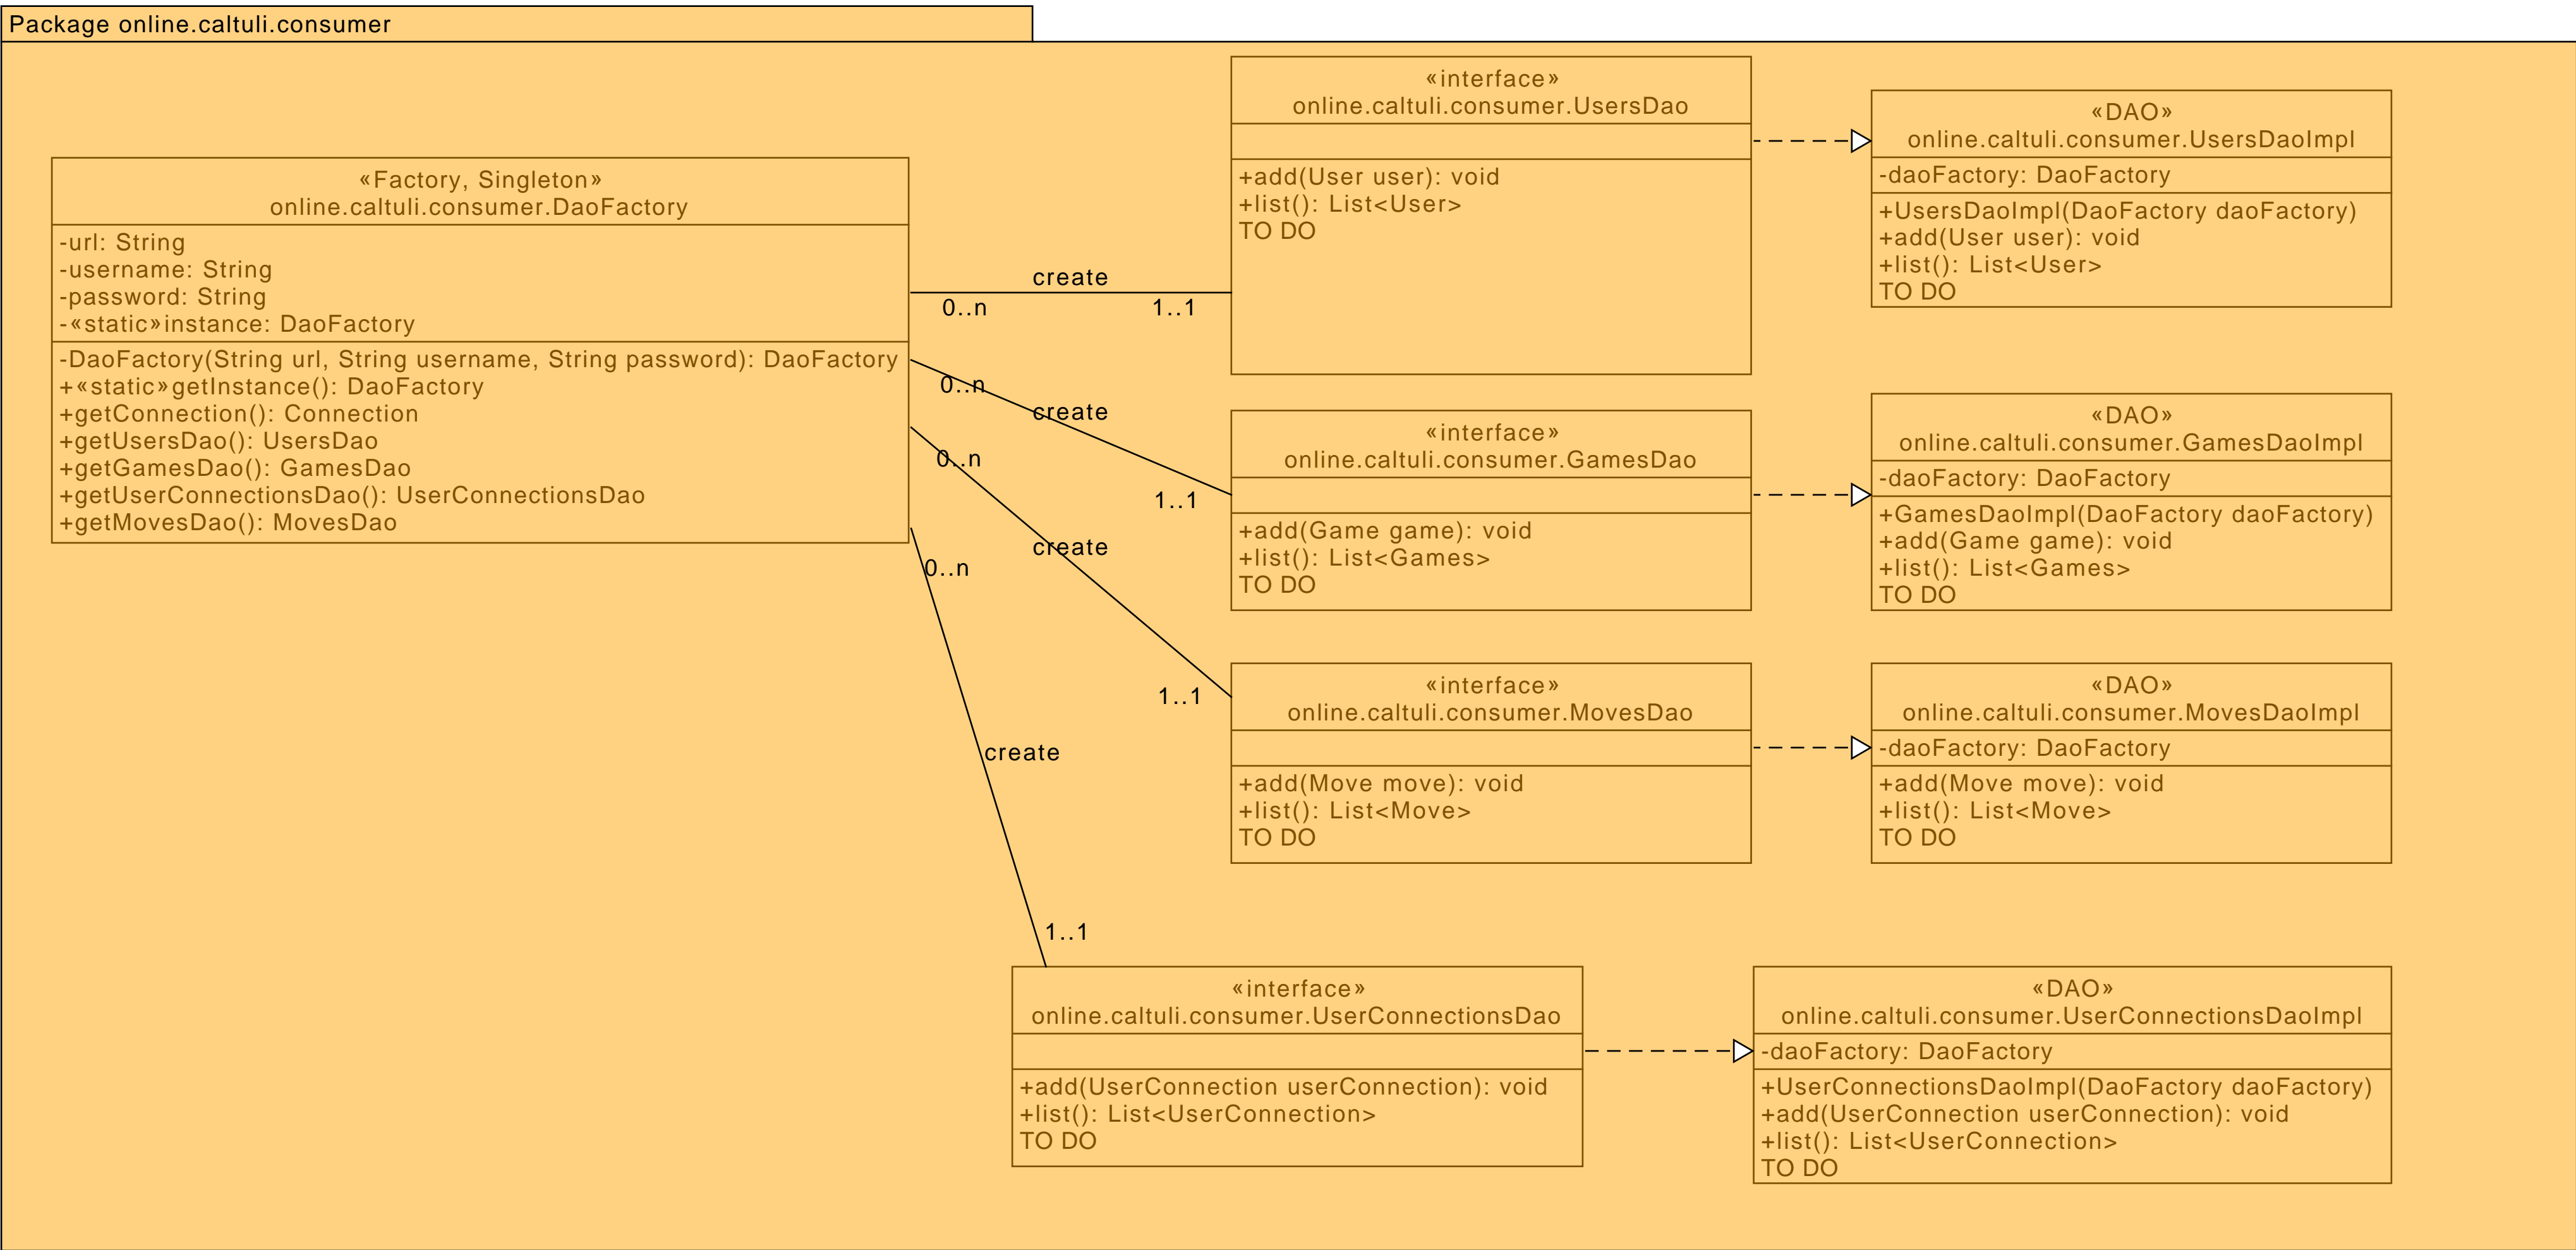 Package online.caltuli.consumer
«Factory, Singleton»
online.caltuli.consumer.DaoFactory
-url: String
-username: String
-password: String
-«static»instance: DaoFactory
-DaoFactory(String url, String username, String password): DaoFactory
+«static»getInstance(): DaoFactory
+getConnection(): Connection
+getUsersDao(): UsersDao
+getGamesDao(): GamesDao
+getUserConnectionsDao(): UserConnectionsDao
+getMovesDao(): MovesDao
create
0..n
1..1
0..n
create
1..1
0..n
create
1..1
0..n
create
1..1
«interface»
online.caltuli.consumer.UsersDao
+add(User user): void
+list(): List<User>
TO DO
«DAO»
online.caltuli.consumer.UsersDaoImpl
-daoFactory: DaoFactory
+UsersDaoImpl(DaoFactory daoFactory)
+add(User user): void
+list(): List<User>
TO DO
«interface»
online.caltuli.consumer.GamesDao
+add(Game game): void
+list(): List<Games>
TO DO
«DAO»
online.caltuli.consumer.GamesDaoImpl
-daoFactory: DaoFactory
+GamesDaoImpl(DaoFactory daoFactory)
+add(Game game): void
+list(): List<Games>
TO DO
«interface»
online.caltuli.consumer.MovesDao
+add(Move move): void
+list(): List<Move>
TO DO
«DAO»
online.caltuli.consumer.MovesDaoImpl
-daoFactory: DaoFactory
+add(Move move): void
+list(): List<Move>
TO DO
«interface»
online.caltuli.consumer.UserConnectionsDao
+add(UserConnection userConnection): void
+list(): List<UserConnection>
TO DO
«DAO»
online.caltuli.consumer.UserConnectionsDaoImpl
-daoFactory: DaoFactory
+UserConnectionsDaoImpl(DaoFactory daoFactory)
+add(UserConnection userConnection): void
+list(): List<UserConnection>
TO DO